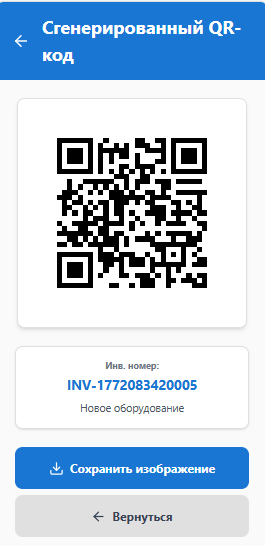 Сгенерированный QR-
код
Инв. номер:
INV-1772083420005
Новое оборудование
Сохранить изображение
Вернуться